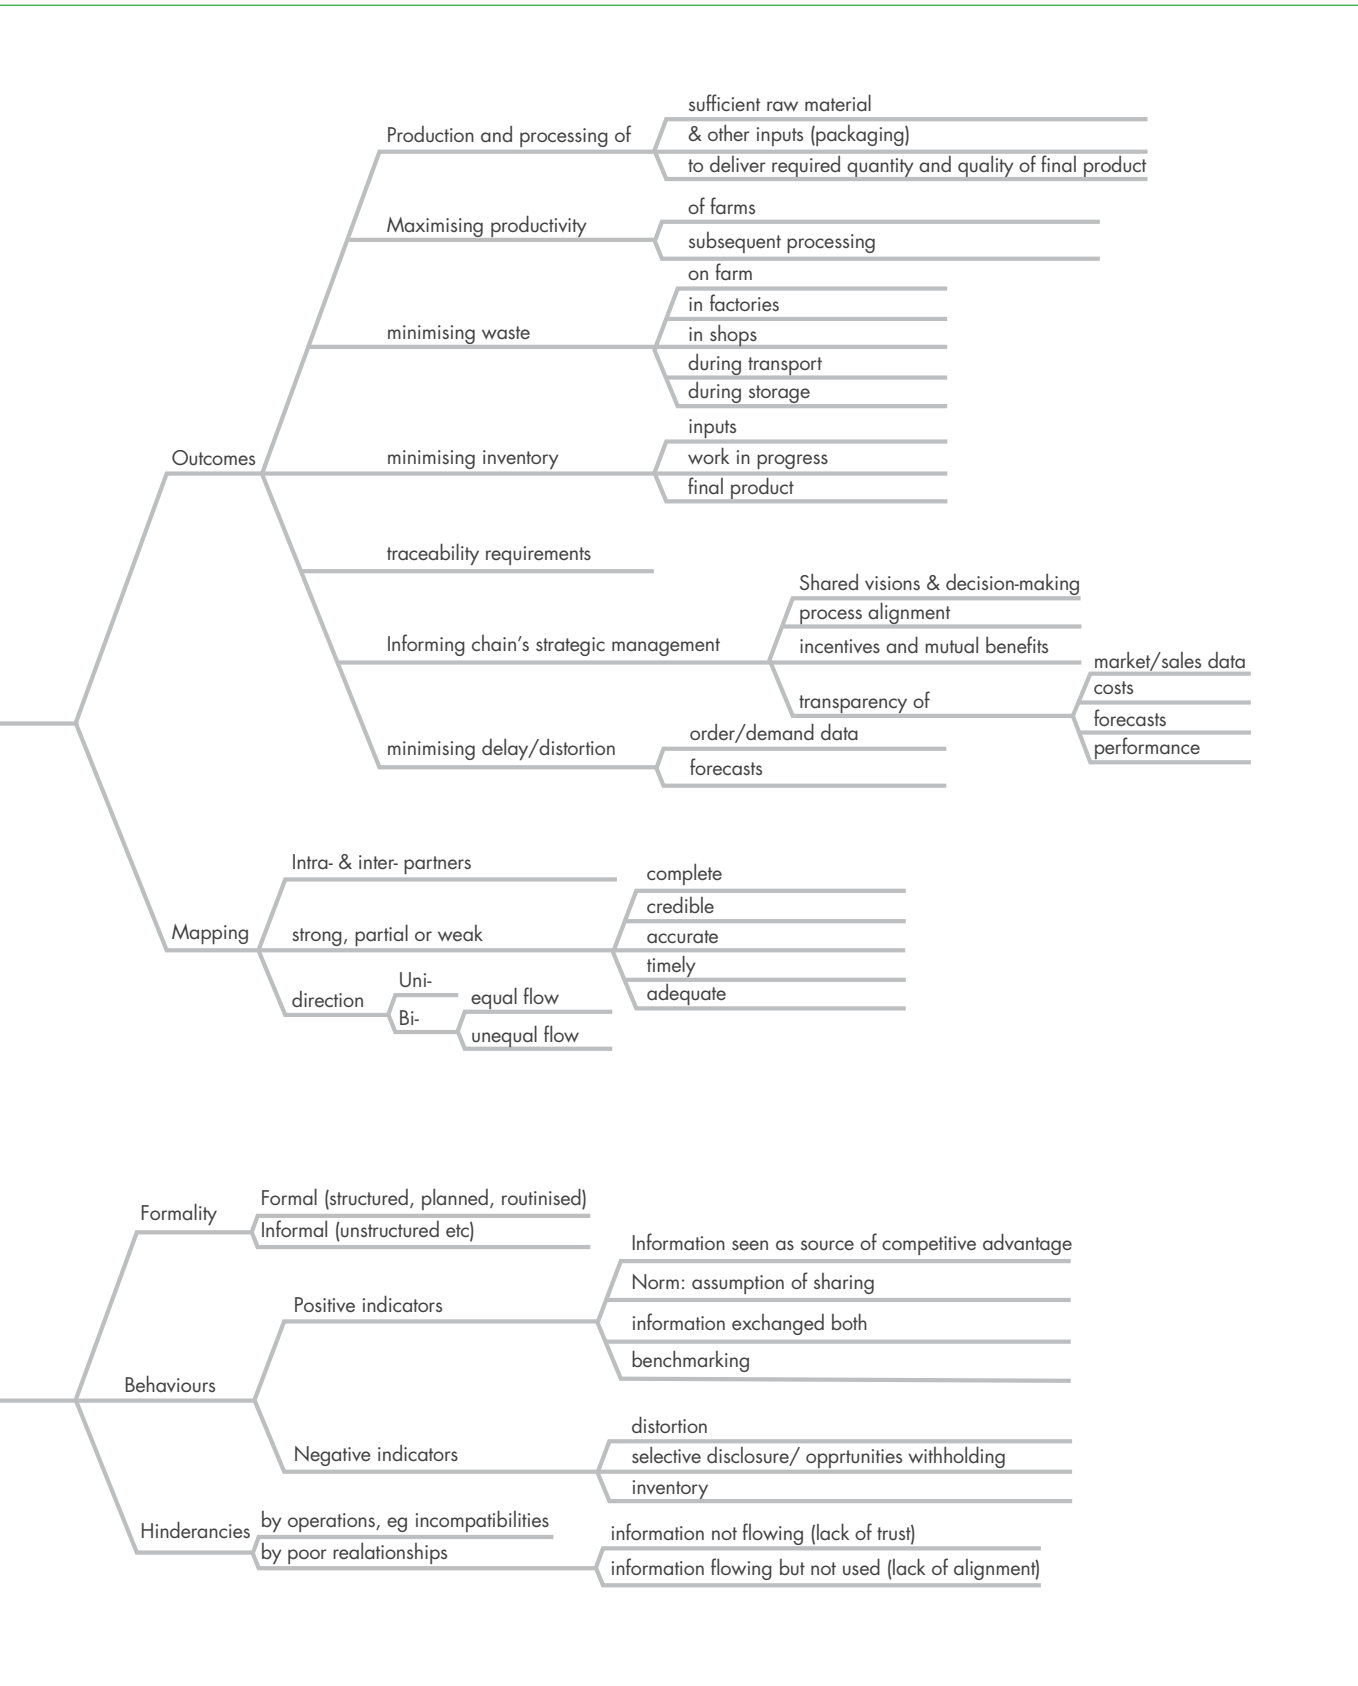 Outcomes
Production and processing of
sufficient raw material
& other inputs (packaging)
to deliver required quantity and quality of final product
Maximising productivity
of farms
subsequent processing
minimising waste
on farm
in factories
in shops
during transport
during storage
minimising inventory
inputs
work in progress
final product
traceability requirements
Informing chain's strategic management
Shared visions & decision-making
process alignment
incentives and mutual benefits
transparency of
market/sales data
costs
forecasts
performance
minimising delay/distortion
order/demand data
forecasts
Mapping
Intra- & inter- partners
strong, partial or weak
complete
credible
accurate
timely
adequate
direction
Uni-
Bi-
equal flow
unequal flow
Formality
Formal (structured, planned, routinised)
Informal (unstructured etc)
Behaviours
Positive indicators
Information seen as source of competitive advantage
Norm: assumption of sharing
information exchanged both
benchmarking
Negative indicators
distortion
selective disclosure/ opprtunities withholding
inventory
Hinderancies
by operations, eg incompatibilities
by poor realationships
information not flowing (lack of trust)
information flowing but not used (lack of alignment)